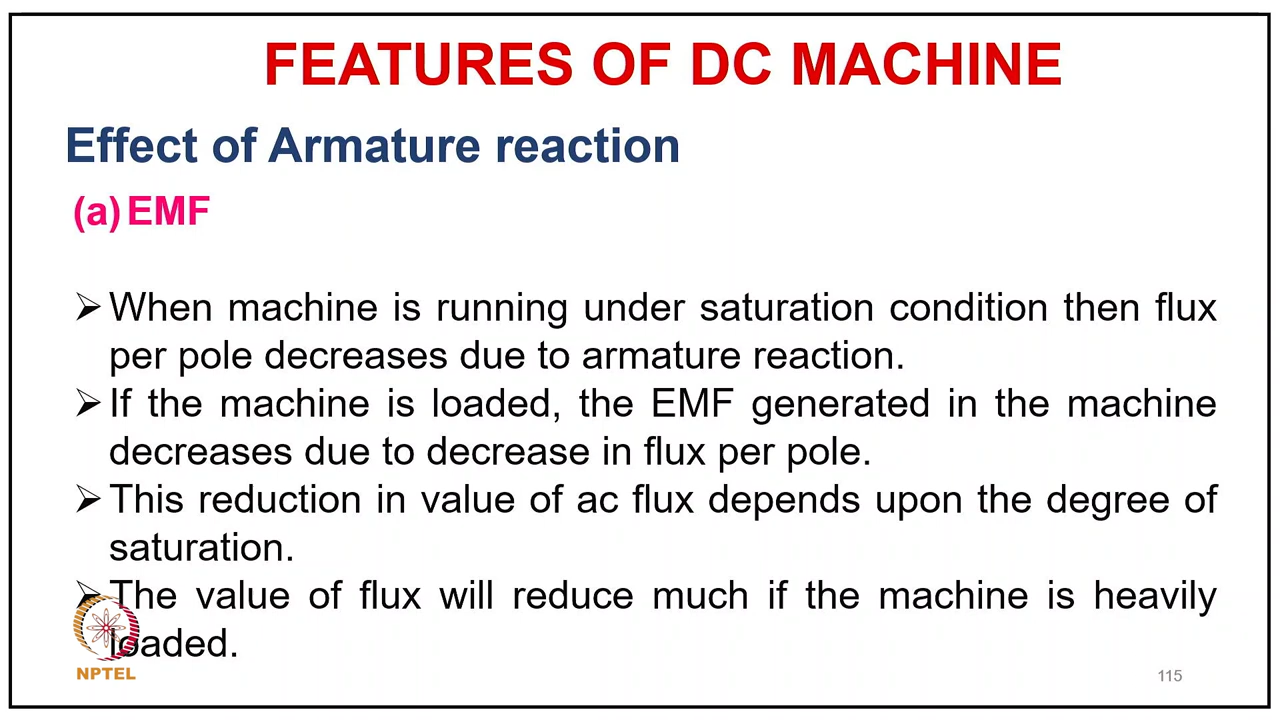 FEATURES OF DC MACHINE
Effect of Armature reaction
(a) EMF
➢ When machine is running under saturation condition then flux
per pole decreases due to armature reaction.
➢ If the machine is loaded, the EMF generated in the machine
decreases due to decrease in flux per pole.
➢ This reduction in value of ac flux depends upon the degree of
saturation.
➢ The value of flux will reduce much if the machine is heavily
loaded.
NPTEL
115